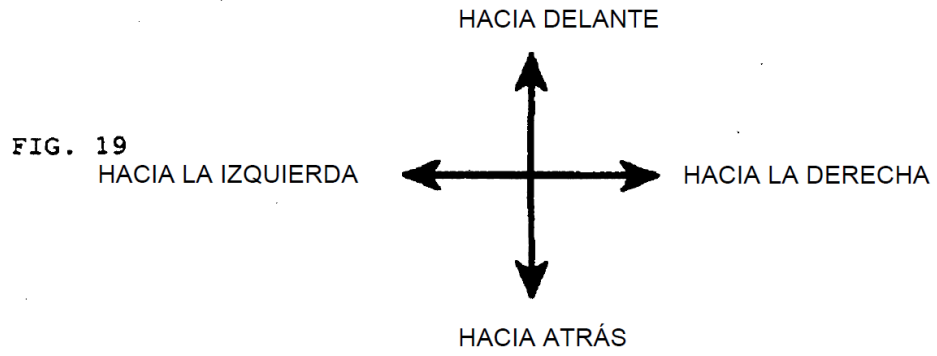 HACIA DELANTE
FIG. 19
HACIA LA IZQUIERDA
HACIA LA DERECHA
HACIA ATRÁS